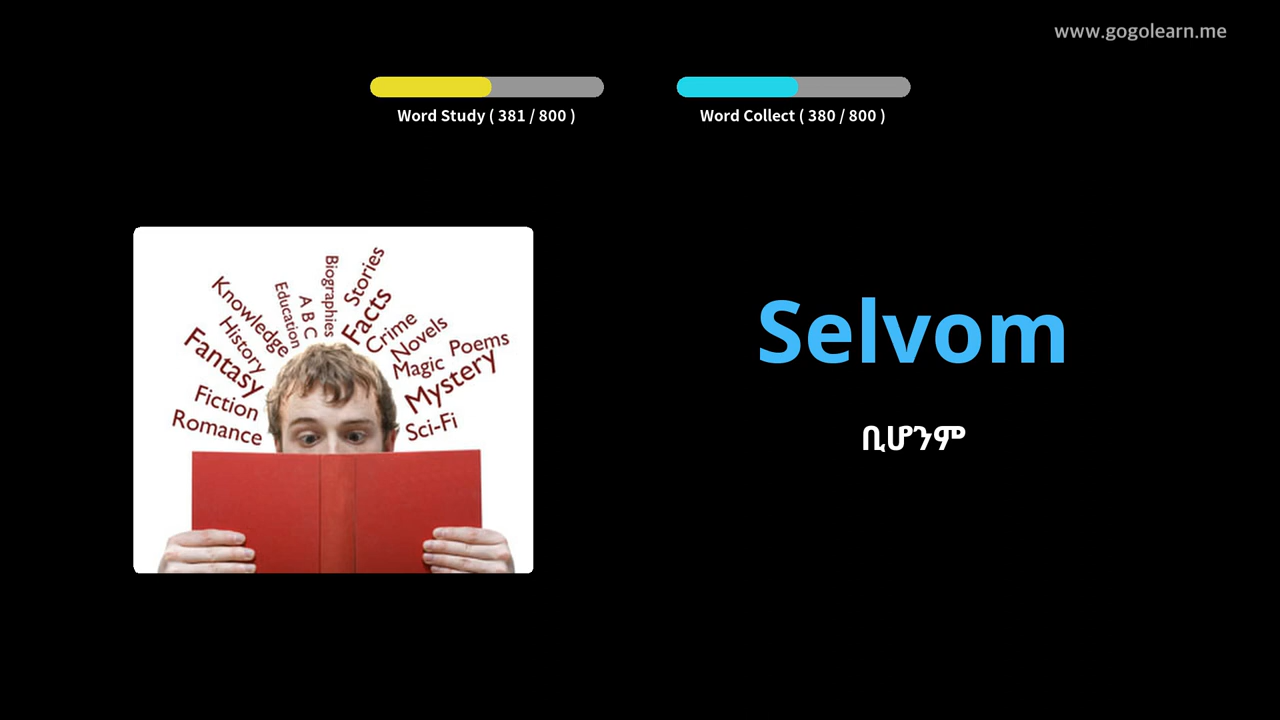 www.gogolearn.me
Word Study ( 381 / 800 )
Word Collect ( 380 / 800 )
Knowledge
History
Fantasy
Fiction
Romance
Education
A B C
Biographies
Stories
Facts
Crime
Novels
Magic
Poems
Mystery
Sci-Fi
Selvom
ቢሆንም